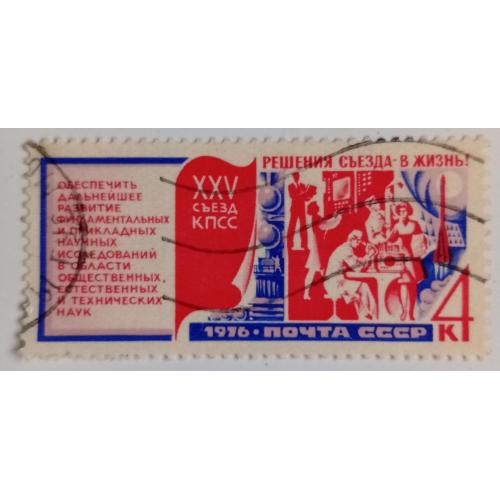 ОБЕСПЕЧИТЬ
ДАЛЬНЕЙШЕЕ
РАЗВИТИЕ
ФУНДАМЕНТАЛЬНЫХ
И ПРИКЛАДНЫХ
НАУЧНЫХ
ИССЛЕДОВАНИЙ
В ОБЛАСТИ
ОБЩЕСТВЕННЫХ,
ЕСТЕСТВЕННЫХ
И ТЕХНИЧЕСКИХ
НАУК
XXV
СЪЕЗД
КПСС
РЕШЕНИЯ СЪЕЗДА-В ЖИЗНЬ!
4
К
1976·ПОЧТА СССР